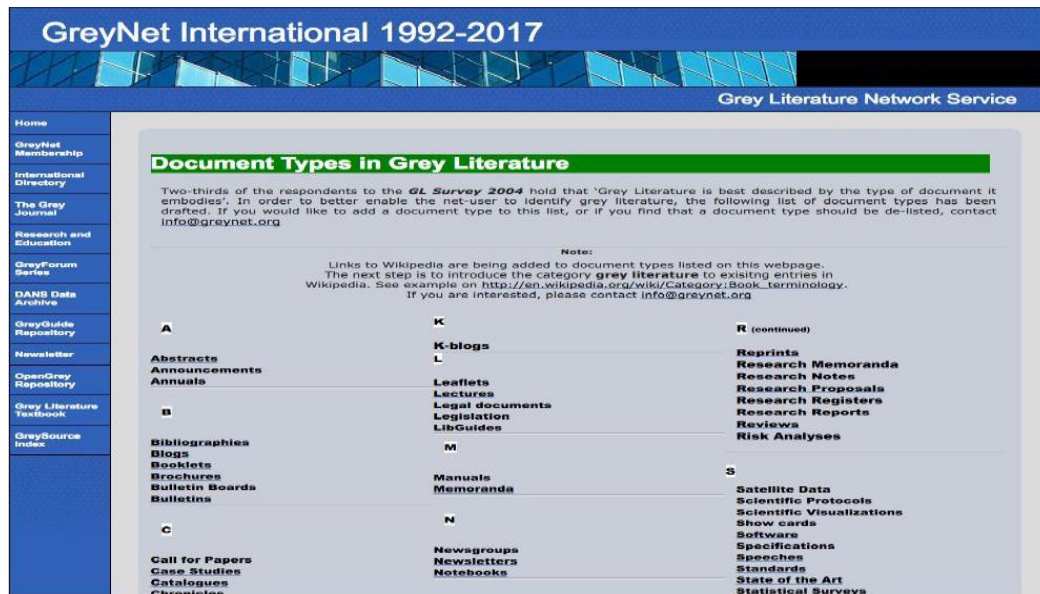 GreyNet International 1992-2017
Grey Literature Network Service
Home
GreyNet
Membership
International
Directory
The Grey
Journal
Research and
Education
GreyForum
Series
DANS Data
Archive
GreyGuide
Repository
Newsletter
OpenGrey
Repository
Grey Literature
Textbook
GreySource
Index
Document Types in Grey Literature
Two-thirds of the respondents to the GL Survey 2004 hold that 'Grey Literature is best described by the type of document it
embodies'. In order to better enable the net-user to identify grey literature, the following list of document types has been
drafted. If you would like to add a document type to this list, or if you find that a document type should be de-listed, contact
info@greynet.org
Note:
Links to Wikipedia are being added to document types listed on this webpage.
The next step is to introduce the category grey literature to exisitng entries in
Wikipedia. See example on http://en.wikipedia.org/wiki/Category:Book_terminology.
If you are interested, please contact info@greynet.org
A
Abstracts
Announcements
Annuals
B
Bibliographies
Blogs
Booklets
Brochures
Bulletin Boards
Bulletins
C
Call for Papers
Case Studies
Catalogues
Chronicles
K
K-blogs
L
Leaflets
Lectures
Legal documents
Legislation
LibGuides
M
Manuals
Memoranda
N
Newsgroups
Newsletters
Notebooks
R (continued)
Reprints
Research Memoranda
Research Notes
Research Proposals
Research Registers
Research Reports
Reviews
Risk Analyses
S
Satellite Data
Scientific Protocols
Scientific Visualizations
Show cards
Software
Specifications
Speeches
Standards
State of the Art
Statistical Surveys